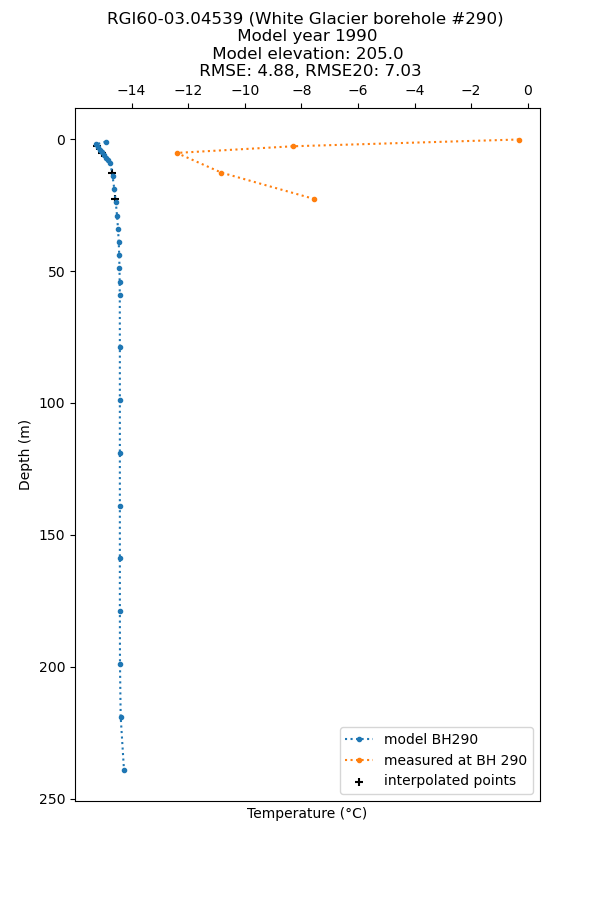 RGI60-03.04539 (White Glacier borehole #290)
Model year 1990
Model elevation: 205.0
RMSE: 4.88, RMSE20: 7.03
−14 −12 −10 −8 −6 −4 −2 0
0
50
100
150
200
250
Depth (m)
model BH290
measured at BH 290
interpolated points
Temperature (°C)